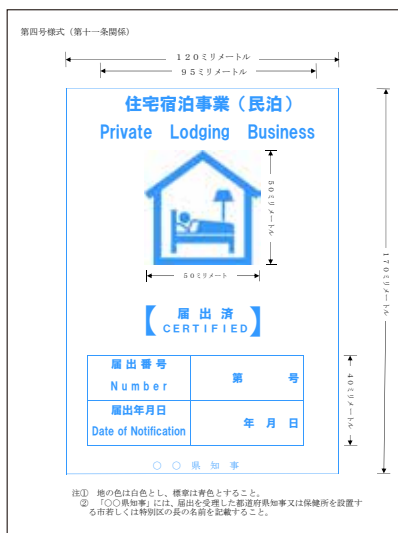 第四号様式（第十一条関係）
１２０ミリメートル
９５ミリメートル
住宅宿泊事業（民泊）
Private Lodging Business
５０ミリメートル
５０ミリメート
１７０ミリメートル
【届出済
CERTIFIED】
届出番号
Number
第 号
届出年月日
Date of Notification
年 月 日
４０ミリメートル
○ ○ 県 知 事
注① 地の色は白色とし、標章は青色とすること。
② 「○○県知事」には、届出を受理した都道府県知事又は保健所を設置す
る市若しくは特別区の長の名前を記載すること。